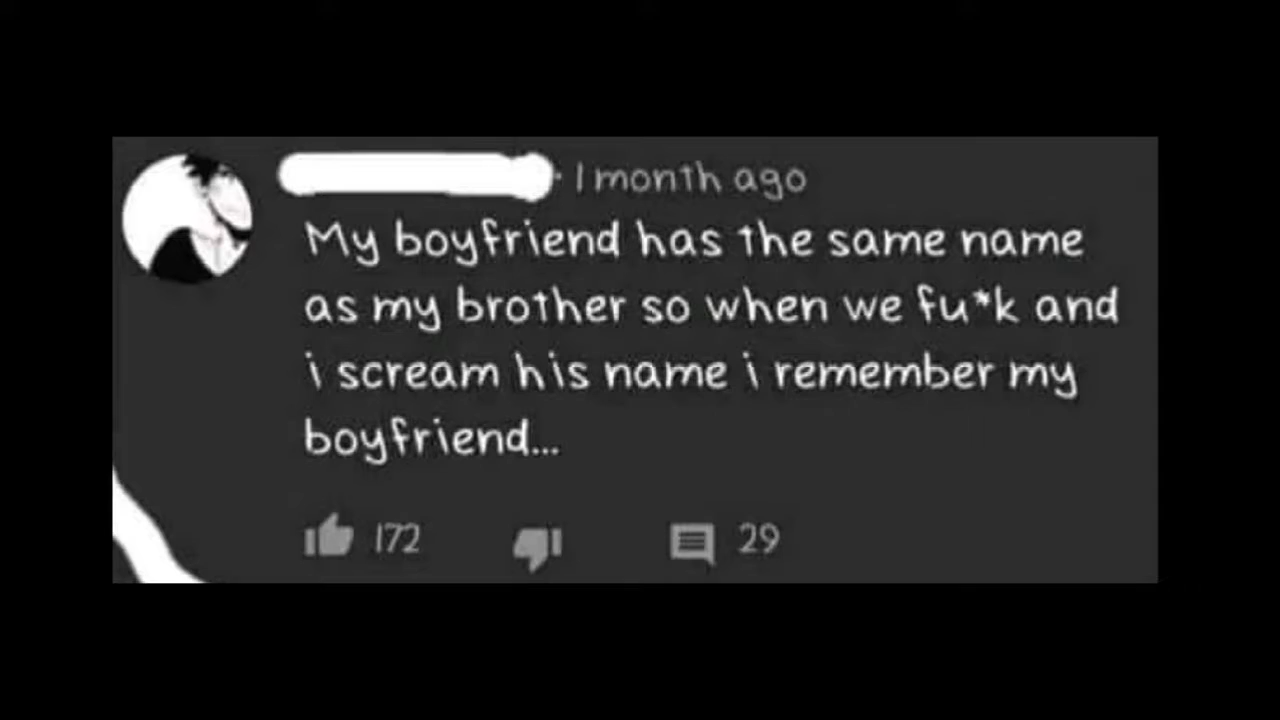 · 1 month ago
My boyfriend has the same name
as my brother so when we fu*k and
i scream his name i remember my
boyfriend...
172 29